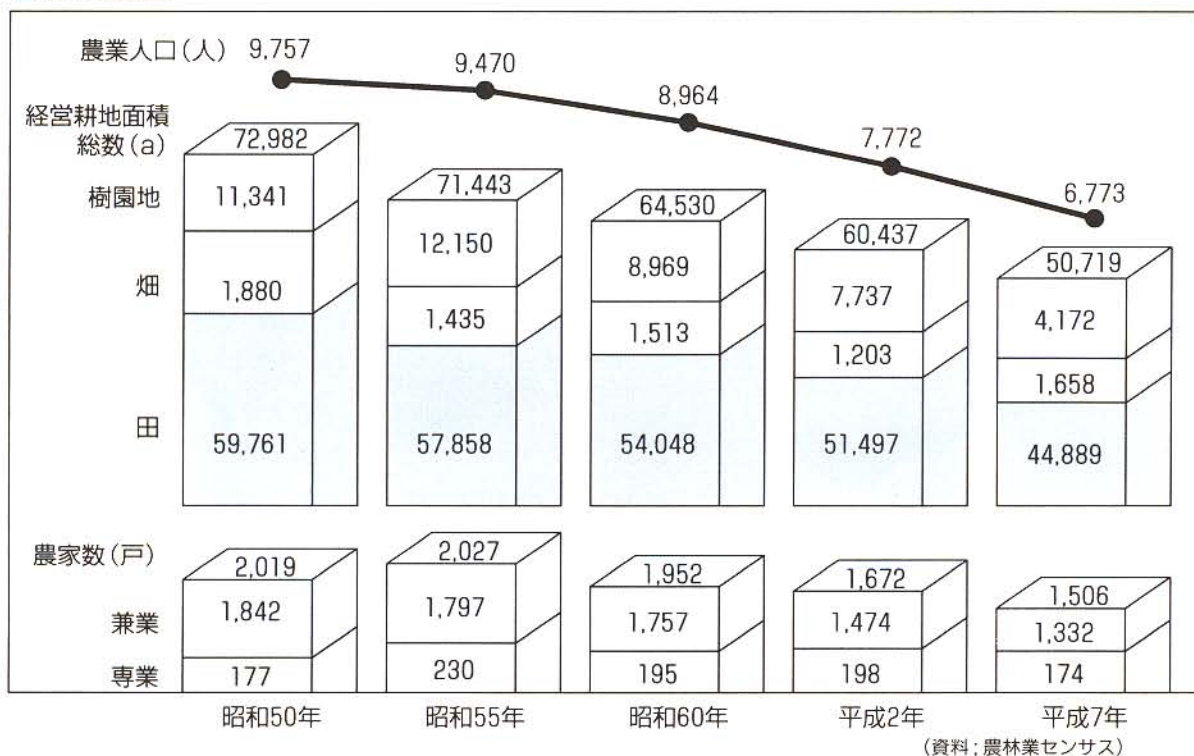 農業人口(人) 9,757 9,470 8,964 7,772 6,773
経営耕地面積
総数(a) 72,982 71,443 64,530 60,437 50,719
樹園地 11,341 12,150 8,969 7,737 4,172
畑 1,880 1,435 1,513 1,203 1,658
田 59,761 57,858 54,048 51,497 44,889
農家数(戸) 2,019 2,027 1,952 1,672 1,506
兼業 1,842 1,797 1,757 1,474 1,332
専業 177 230 195 198 174
昭和50年 昭和55年 昭和60年 平成2年 平成7年
(資料;農林業センサス)